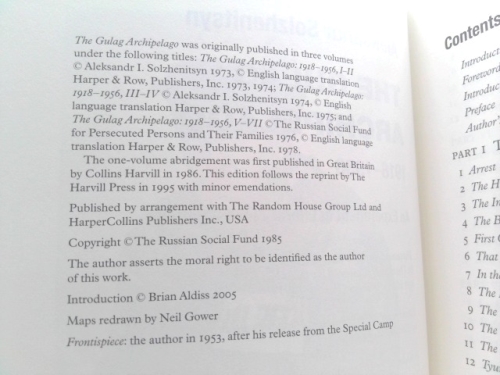 The Gulag Archipelago was originally published in three volumes
under the following titles: The Gulag Archipelago: 1918–1956, I–II
© Aleksandr I. Solzhenitsyn 1973, © English language translation
Harper & Row, Publishers, Inc. 1973, 1974; The Gulag Archipelago:
1918–1956, III–IV © Aleksandr I. Solzhenitsyn 1974, © English
language translation Harper & Row, Publishers, Inc. 1975; and
The Gulag Archipelago: 1918–1956, V–VII © The Russian Social Fund
for Persecuted Persons and Their Families 1976, © English language
translation Harper & Row, Publishers, Inc. 1978.
The one-volume abridgement was first published in Great Britain
by Collins Harvill in 1986. This edition follows the reprint by The
Harvill Press in 1995 with minor emendations.
Published by arrangement with The Random House Group Ltd and
HarperCollins Publishers Inc., USA
Copyright © The Russian Social Fund 1985
The author asserts the moral right to be identified as the author
of this work.
Introduction © Brian Aldiss 2005
Maps redrawn by Neil Gower
Frontispiece: the author in 1953, after his release from the Special Camp
Contents
Introduct
Foreword
Introduc
Preface
Author'
PART I T
1 Arrest
2 The H
3 The In
4 The B
5 First C
6 That
7 In th
8 The
9 The
10 The
11 The
12 Tyu